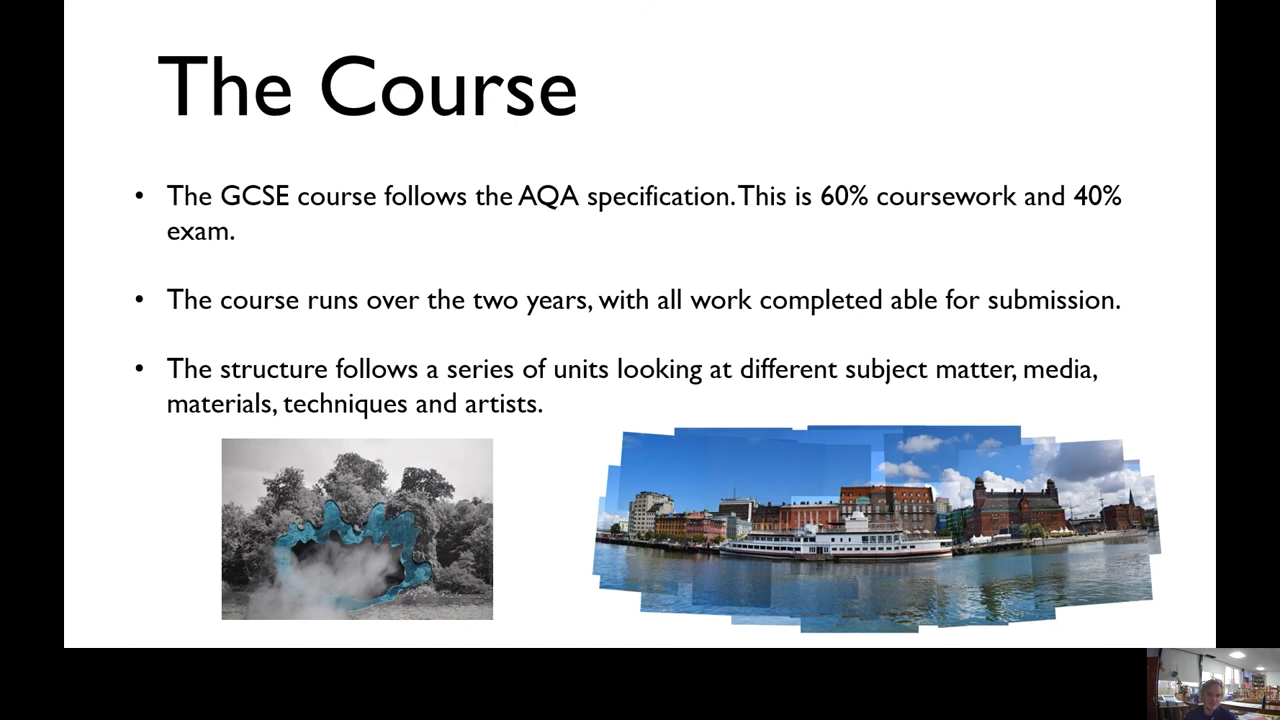 The Course
• The GCSE course follows the AQA specification. This is 60% coursework and 40%
exam.
• The course runs over the two years, with all work completed able for submission.
• The structure follows a series of units looking at different subject matter, media,
materials, techniques and artists.